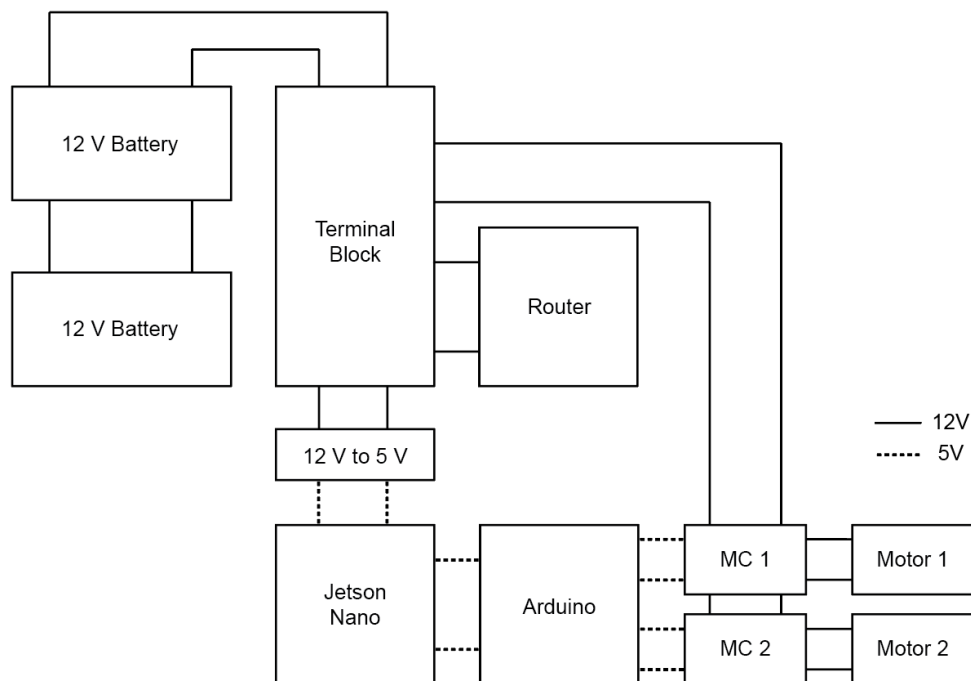 12 V Battery
Terminal
Block
12 V Battery
Router
12V
5V
12 V to 5 V
Jetson
Nano
Arduino
MC 1
Motor 1
MC 2
Motor 2